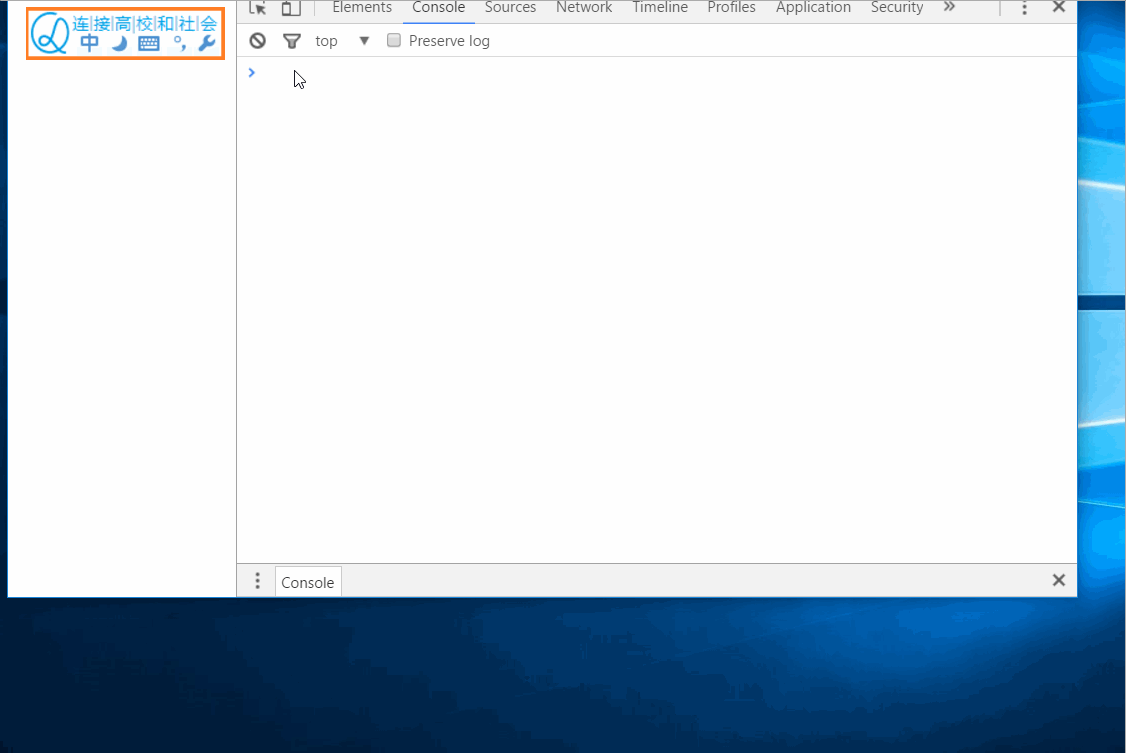 连|接|高|校|和|社|会
中
Elements Console Sources Network Timeline Profiles Application Security »
top ▼ Preserve log
Console